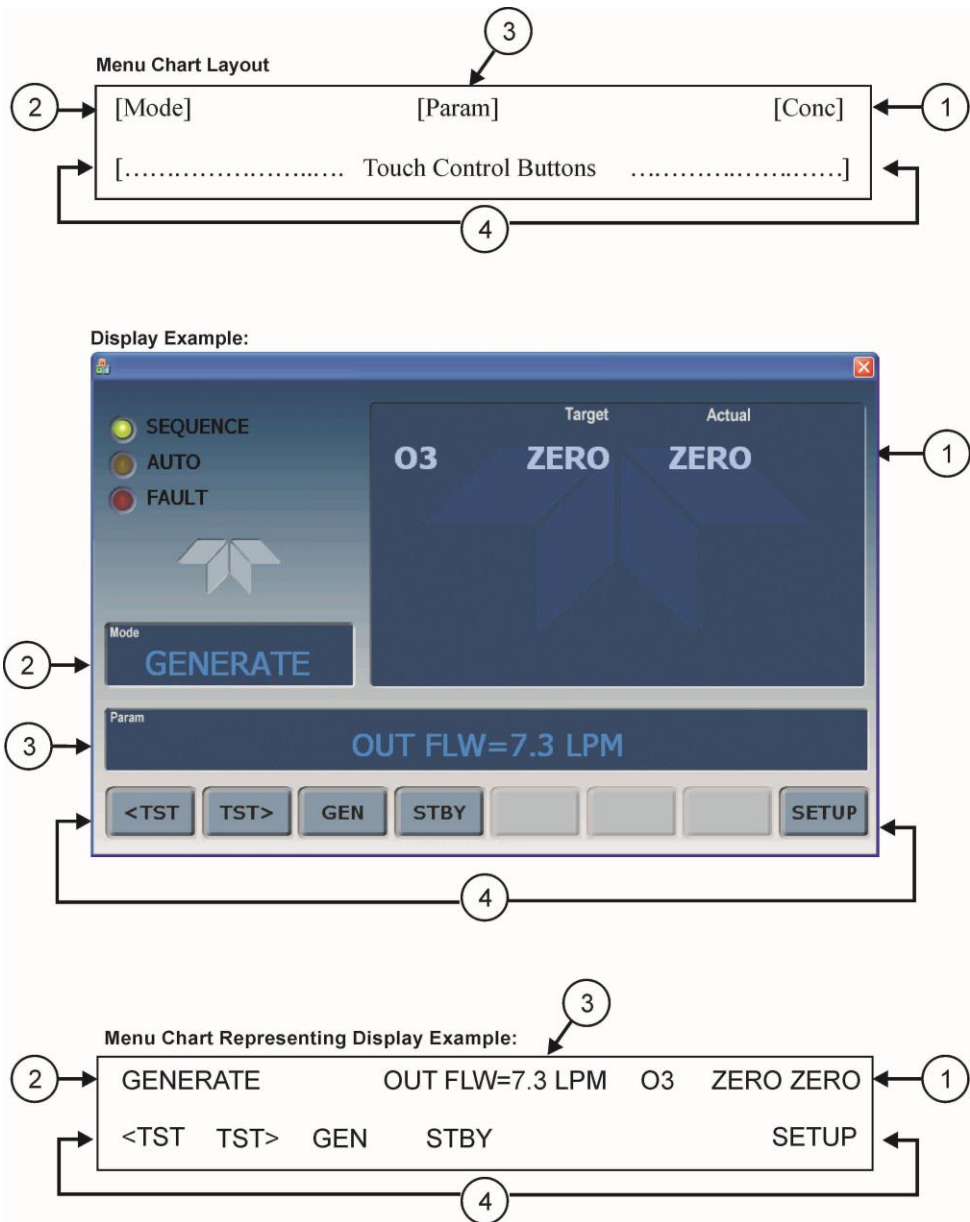 3
Menu Chart Layout
2 [Mode] [Param] [Conc] 1
[………………...…. Touch Control Buttons ………….…….……]
4
Display Example:
SEQUENCE
AUTO
FAULT
Target Actual
O3 ZERO ZERO 1
Mode
2 GENERATE
Param
3 OUT FLW=7.3 LPM
<TST TST> GEN STBY SETUP
4
3
Menu Chart Representing Display Example:
2 GENERATE OUT FLW=7.3 LPM O3 ZERO ZERO 1
<TST TST> GEN STBY SETUP
4